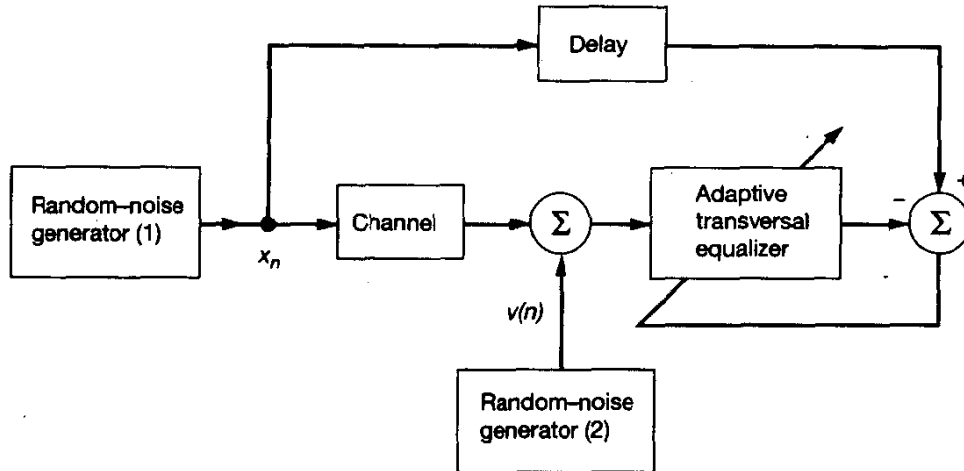 Delay
Random–noise
generator (1)
x_n
Channel
Σ
Adaptive
transversal
equalizer
–
+
Σ
v(n)
Random–noise
generator (2)